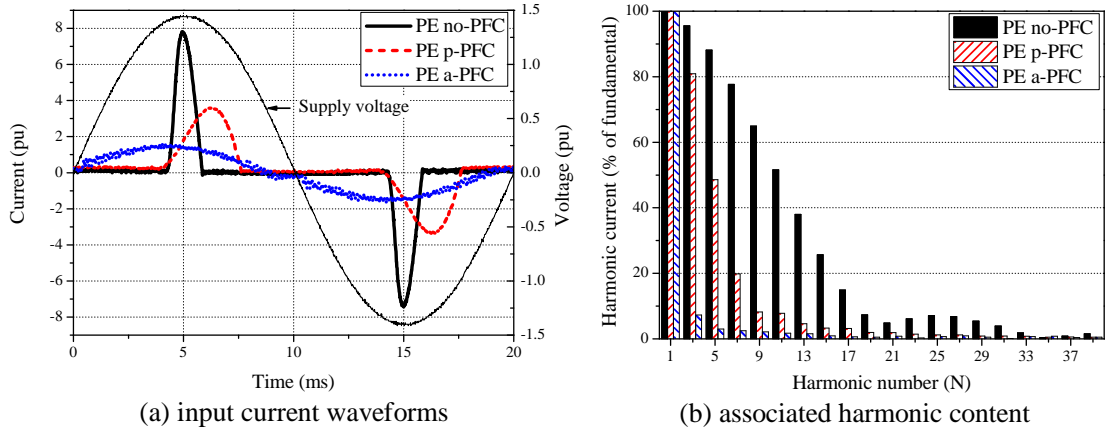 PE no-PFC
PE p-PFC
PE a-PFC
Supply voltage
8
6
4
2
0
-2
-4
-6
-8
Current (pu)
1.5
1.0
0.5
0.0
-0.5
-1.0
-1.5
Voltage (pu)
0 5 10 15 20
Time (ms)
(a) input current waveforms
PE no-PFC
PE p-PFC
PE a-PFC
100
80
60
40
20
0
Harmonic current (% of fundamental)
1 5 9 13 17 21 25 29 33 37
Harmonic number (N)
(b) associated harmonic content